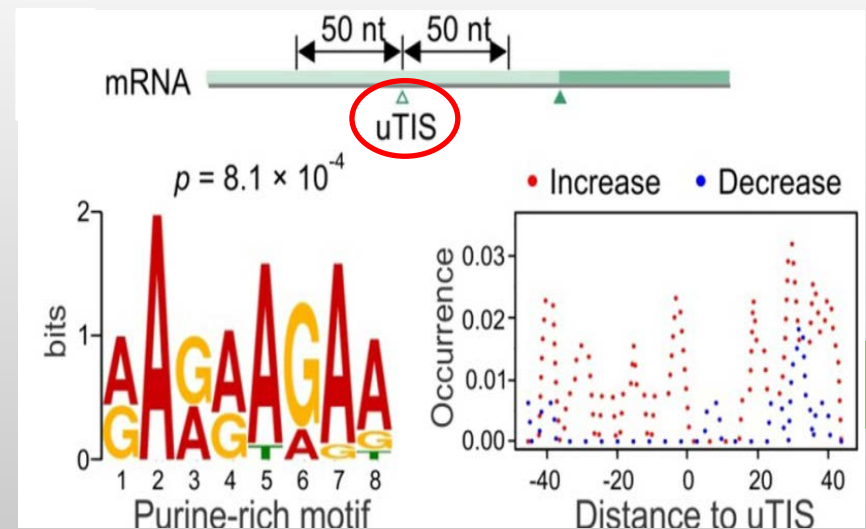 50 nt 50 nt
mRNA
uTIS
p = 8.1 × 10⁻⁴
2
1
0
bits
A G A G A A G A G A T G A A G A G T
1 2 3 4 5 6 7 8
Purine-rich motif
Increase Decrease
Occurrence
0.03
0.02
0.01
0.00
-40 -20 0 20 40
Distance to uTIS